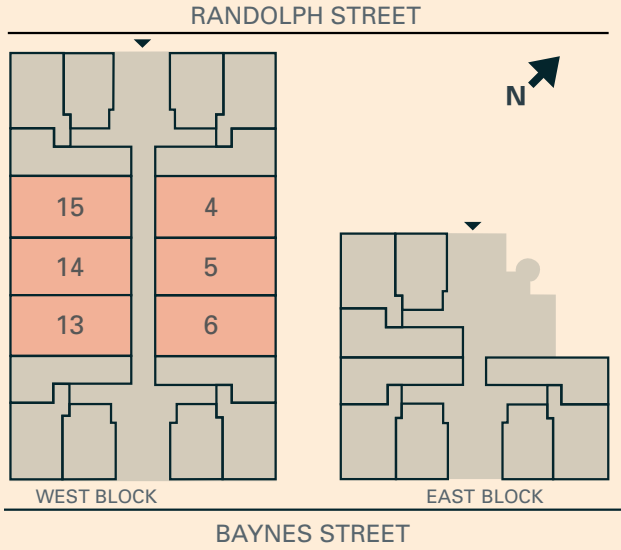 RANDOLPH STREET
N
15 4
14 5
13 6
WEST BLOCK EAST BLOCK
BAYNES STREET